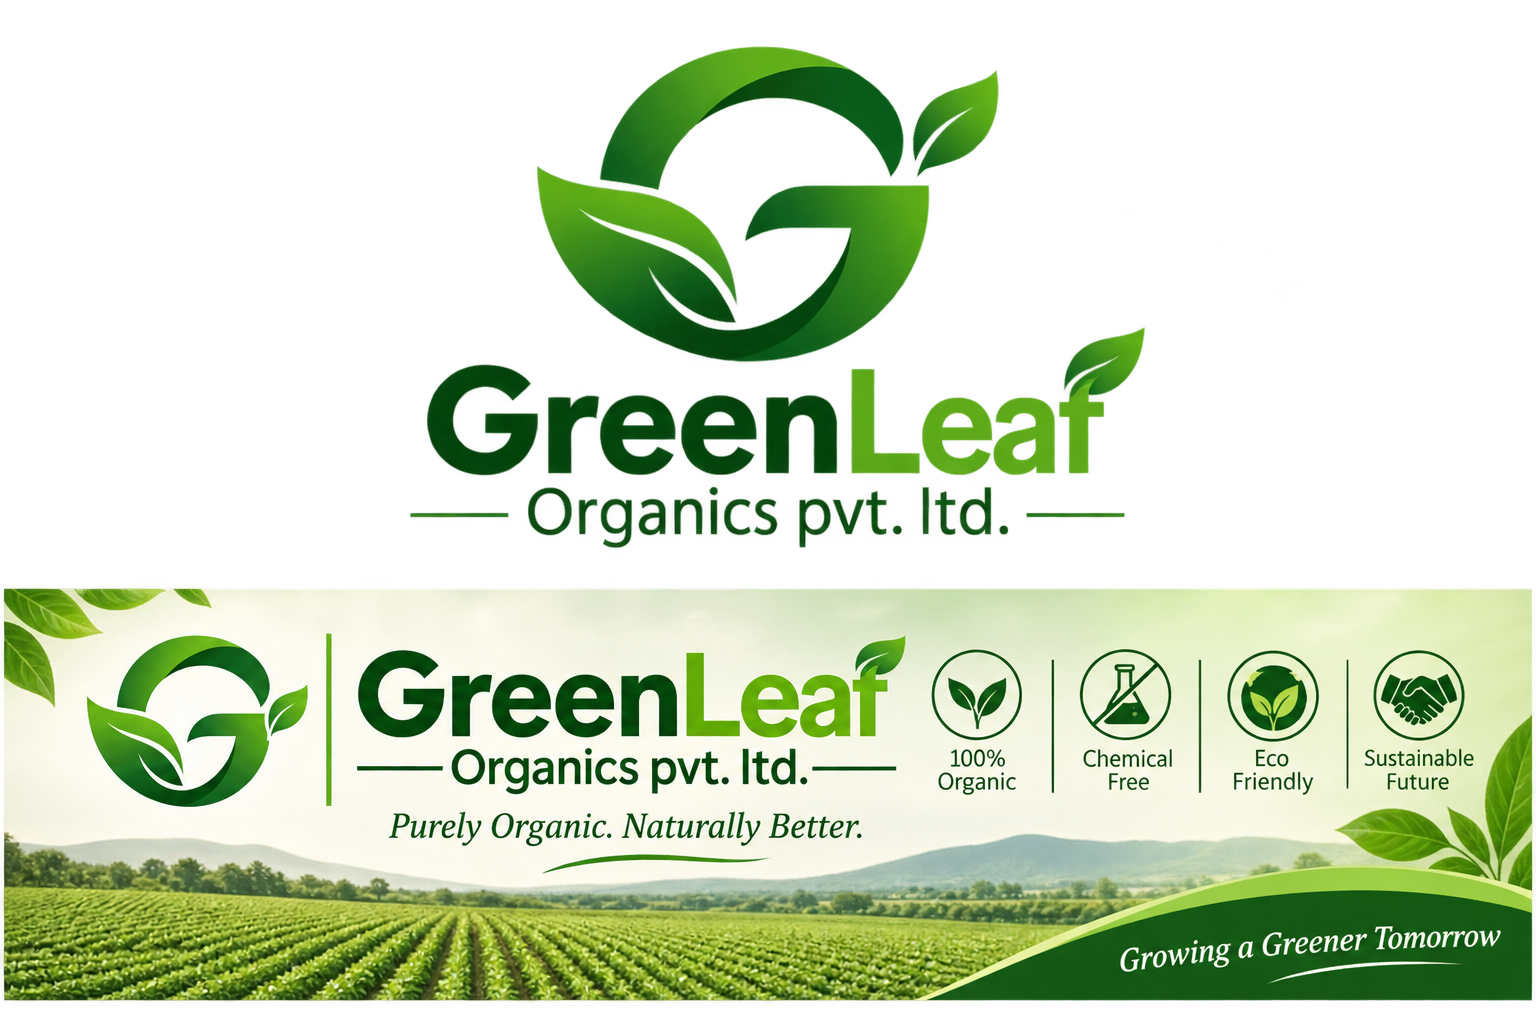 GreenLeaf
Organics pvt. ltd.
GreenLeaf
Organics pvt. ltd.
Purely Organic. Naturally Better.
100%
Organic
Chemical
Free
Eco
Friendly
Sustainable
Future
Growing a Greener Tomorrow